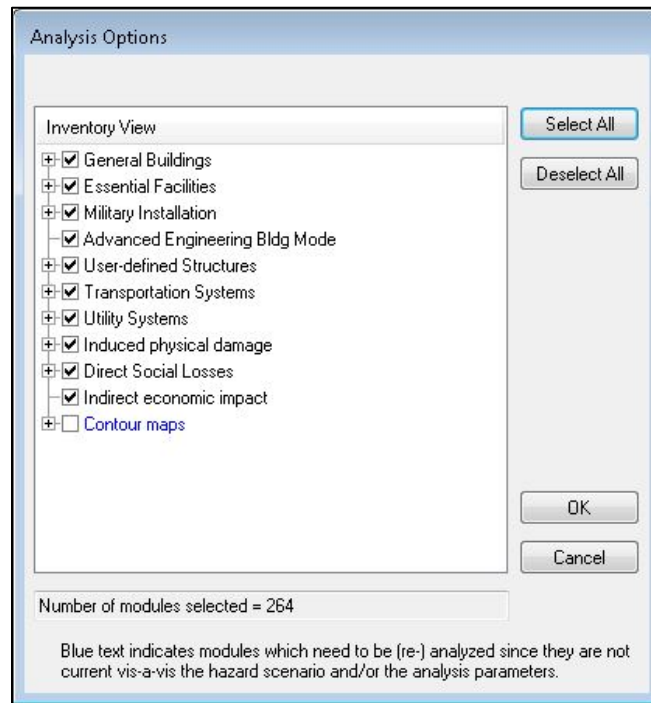 Analysis Options
Inventory View
General Buildings
Essential Facilities
Military Installation
Advanced Engineering Bldg Mode
User-defined Structures
Transportation Systems
Utility Systems
Induced physical damage
Direct Social Losses
Indirect economic impact
Contour maps
Select All
Deselect All
OK
Cancel
Number of modules selected = 264
Blue text indicates modules which need to be (re-) analyzed since they are not
current vis-a-vis the hazard scenario and/or the analysis parameters.